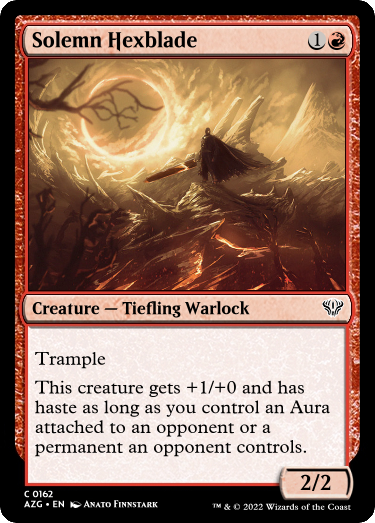 Solemn Hexblade
1
Creature — Tiefling Warlock
Trample
This creature gets +1/+0 and has
haste as long as you control an Aura
attached to an opponent or a
permanent an opponent controls.
2/2
C 0162
AZG • EN Anato Finnstark
™ & © 2022 Wizards of the Coast